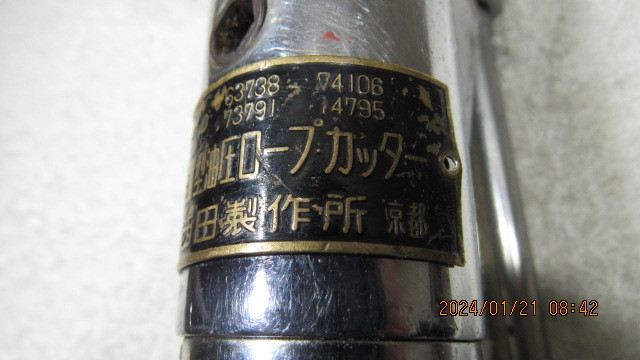 63738 74106
73791 14795
型油圧ロープカッター
田製作所 京都
2024/01/21 08:42